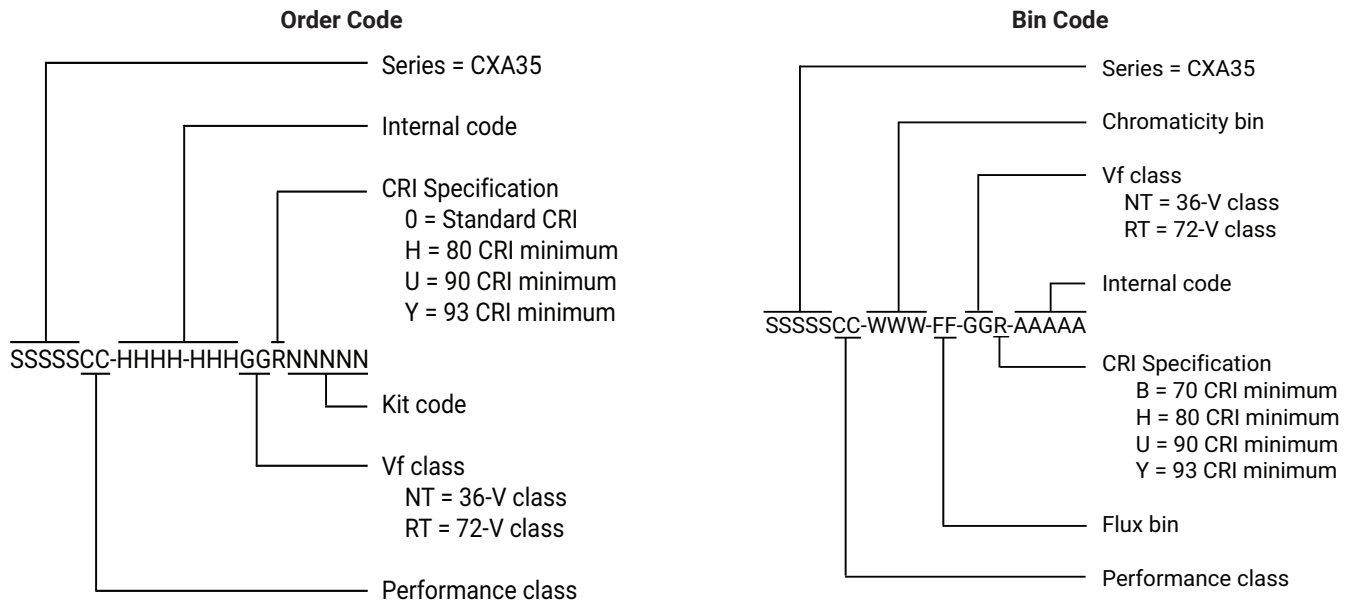 Order Code
Series = CXA35
Internal code
CRI Specification
0 = Standard CRI
H = 80 CRI minimum
U = 90 CRI minimum
Y = 93 CRI minimum
SSSSSCC-HHHH-HHHGGRNNNNN
Kit code
Vf class
NT = 36-V class
RT = 72-V class
Performance class
Bin Code
Series = CXA35
Chromaticity bin
Vf class
NT = 36-V class
RT = 72-V class
Internal code
SSSSSCC-WWW-FF-GGR-AAAAA
CRI Specification
B = 70 CRI minimum
H = 80 CRI minimum
U = 90 CRI minimum
Y = 93 CRI minimum
Flux bin
Performance class